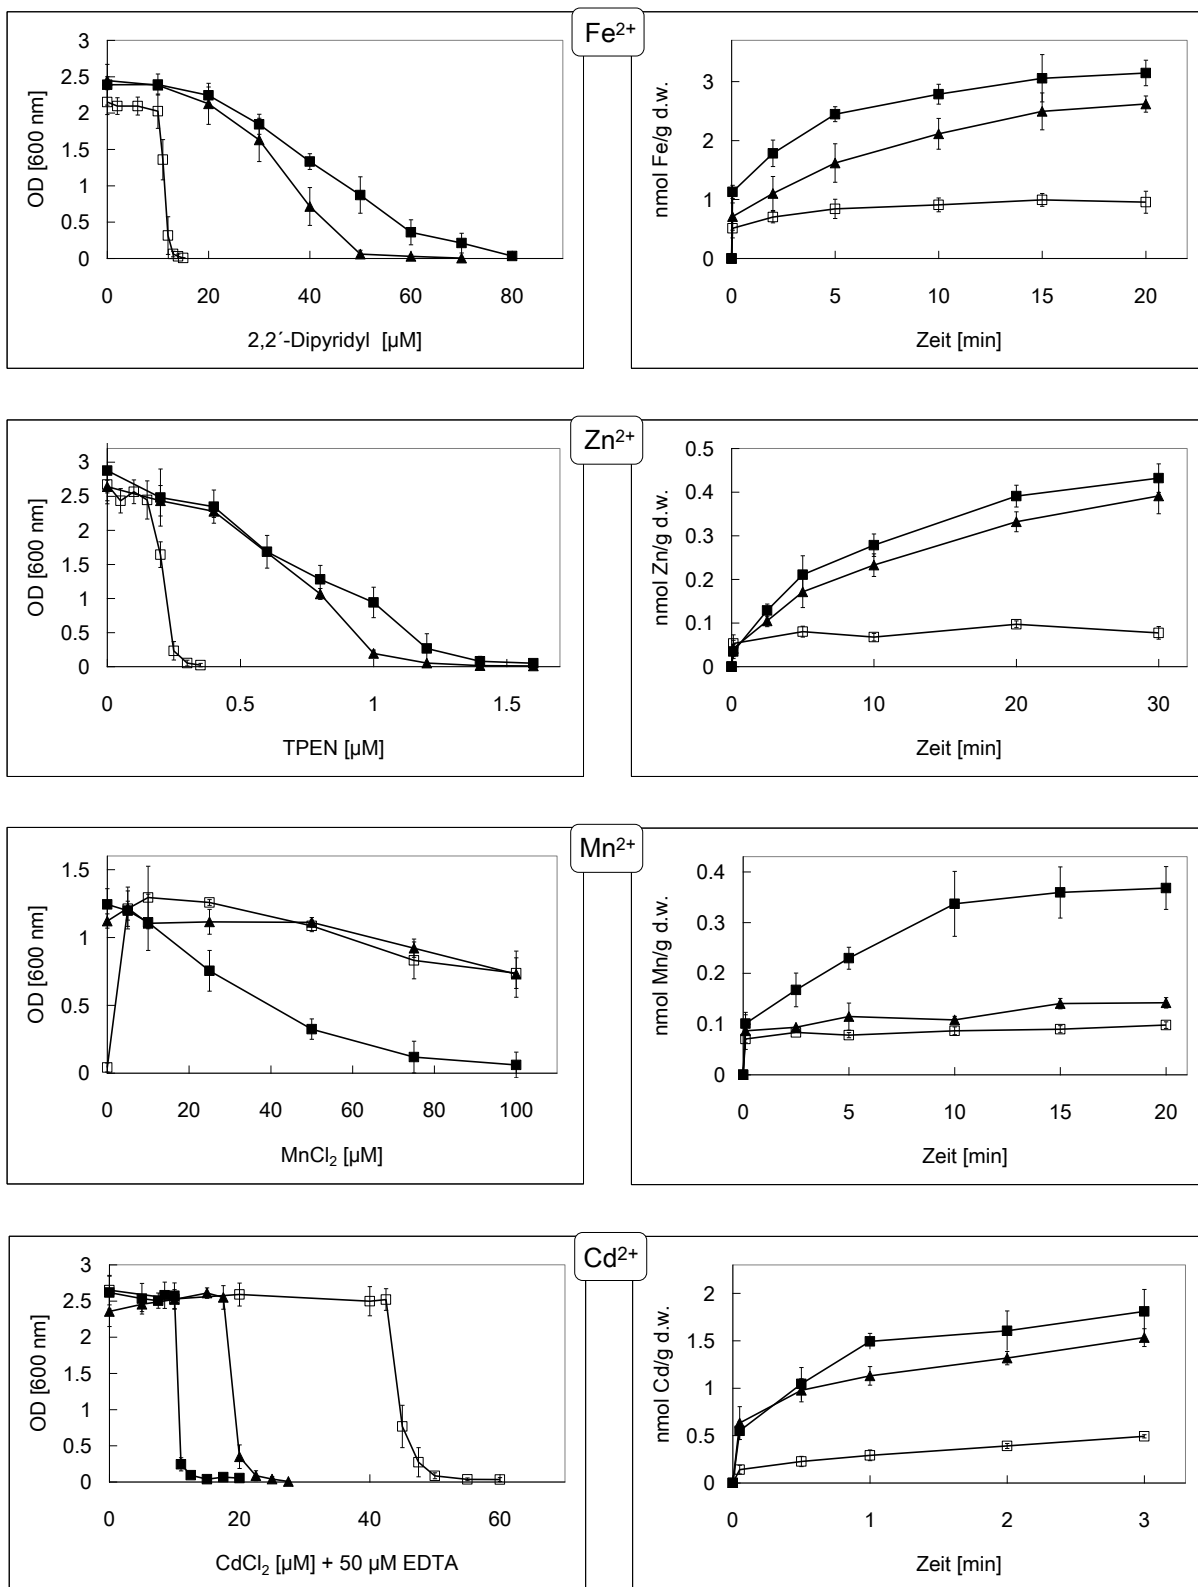 Fe²⁺
OD [600 nm]
3
2.5
2
1.5
1
0.5
0
0 20 40 60 80
2,2´-Dipyridyl [µM]
nmol Fe/g d.w.
3
2
1
0
0 5 10 15 20
Zeit [min]
Zn²⁺
OD [600 nm]
3
2.5
2
1.5
1
0.5
0
0 0.5 1 1.5
TPEN [µM]
nmol Zn/g d.w.
0.5
0.4
0.3
0.2
0.1
0
0 10 20 30
Zeit [min]
Mn²⁺
OD [600 nm]
1.5
1
0.5
0
0 20 40 60 80 100
MnCl₂ [µM]
nmol Mn/g d.w.
0.4
0.3
0.2
0.1
0
0 5 10 15 20
Zeit [min]
Cd²⁺
OD [600 nm]
3
2.5
2
1.5
1
0.5
0
0 20 40 60
CdCl₂ [µM] + 50 µM EDTA
nmol Cd/g d.w.
2
1.5
1
0.5
0
0 1 2 3
Zeit [min]